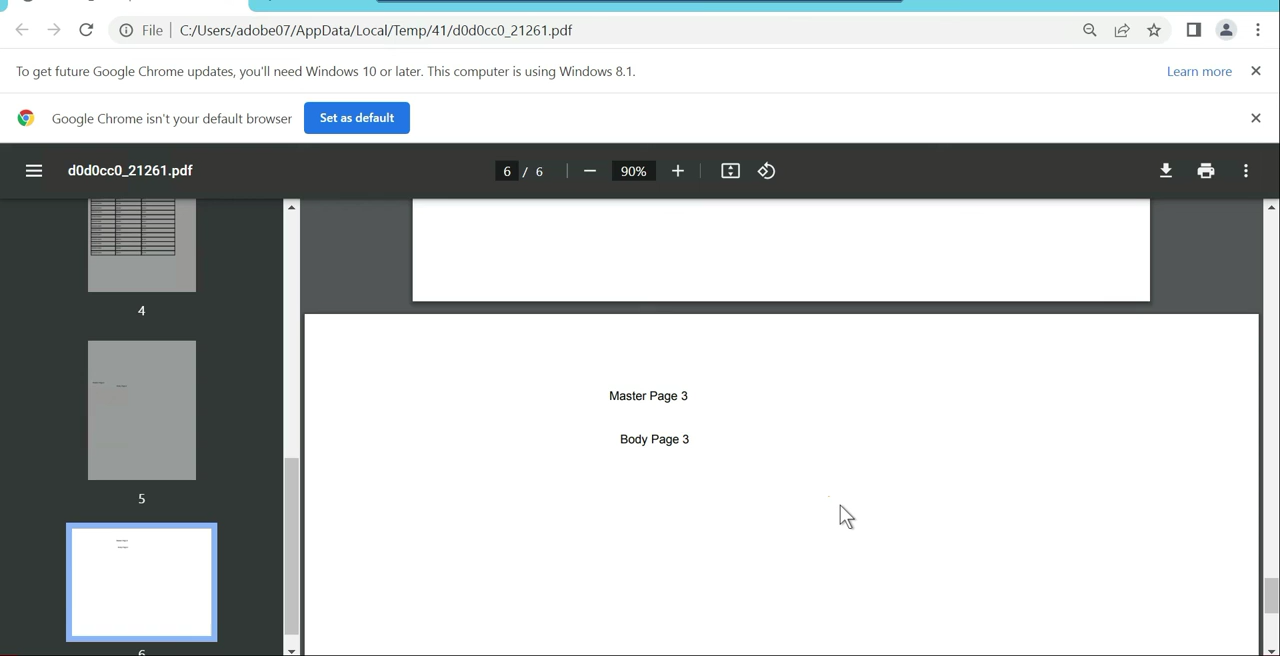 File | C:/Users/adobe07/AppData/Local/Temp/41/d0d0cc0_21261.pdf
To get future Google Chrome updates, you'll need Windows 10 or later. This computer is using Windows 8.1. Learn more
Google Chrome isn't your default browser Set as default
d0d0cc0_21261.pdf 6 / 6 90%
4
5
6
Master Page 3
Body Page 3